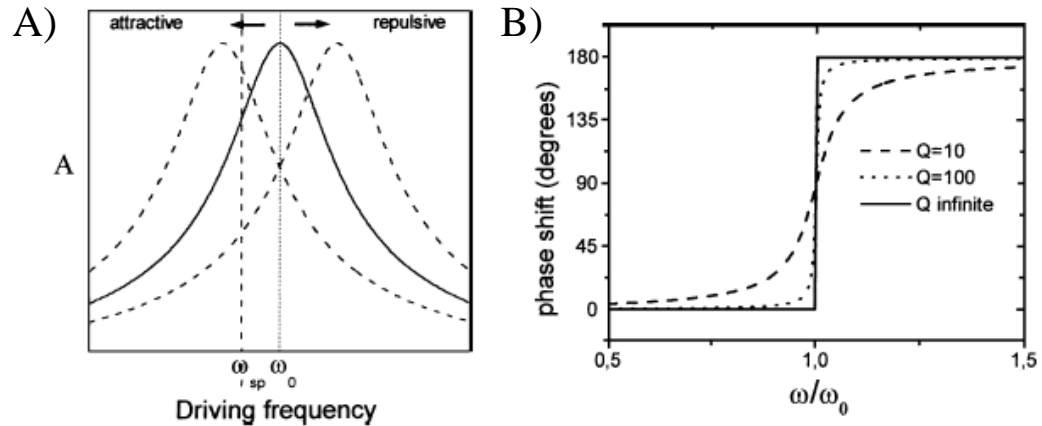 A)
attractive
repulsive
A
ω sp ω 0
Driving frequency
B)
phase shift (degrees)
180
135
90
45
0
Q=10
Q=100
Q infinite
0,5
1,0
1,5
ω/ω0